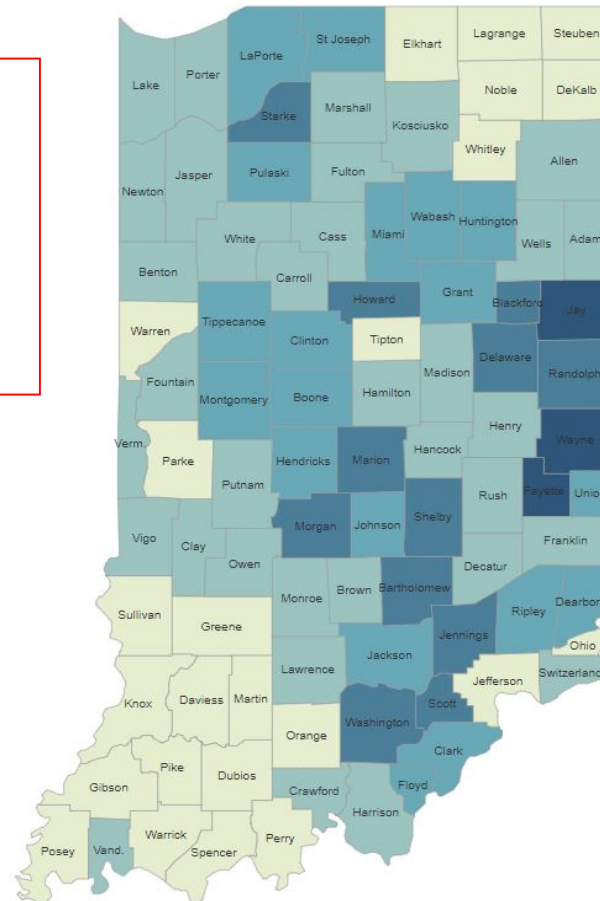 St Joseph
Lagrange
Steuben
Elkhart
LaPorte
Porter
Lake
Noble
DeKalb
Marshall
Starke
Kosciusko
Whitley
Allen
Pulaski
Fulton
Jasper
Newton
Wabash
Huntington
Miami
White
Cass
Wells
Adam
Benton
Carroll
Grant
Howard
Blackford
Jay
Tippecanoe
Warren
Clinton
Tipton
Delaware
Madison
Randolph
Fountain
Montgomery
Boone
Hamilton
Henry
Wayne
Verm.
Parke
Hendricks
Marion
Hancock
Putnam
Rush
Fayette
Unio
Morgan
Johnson
Shelby
Vigo
Clay
Owen
Franklin
Decatur
Monroe
Brown
Bartholomew
Sullivan
Greene
Ripley
Dearbor
Jennings
Ohio
Jackson
Lawrence
Jefferson
Switzerland
Knox
Daviess
Martin
Scott
Washington
Orange
Clark
Pike
Dubios
Gibson
Crawford
Floyd
Harrison
Posey
Vand.
Warrick
Spencer
Perry